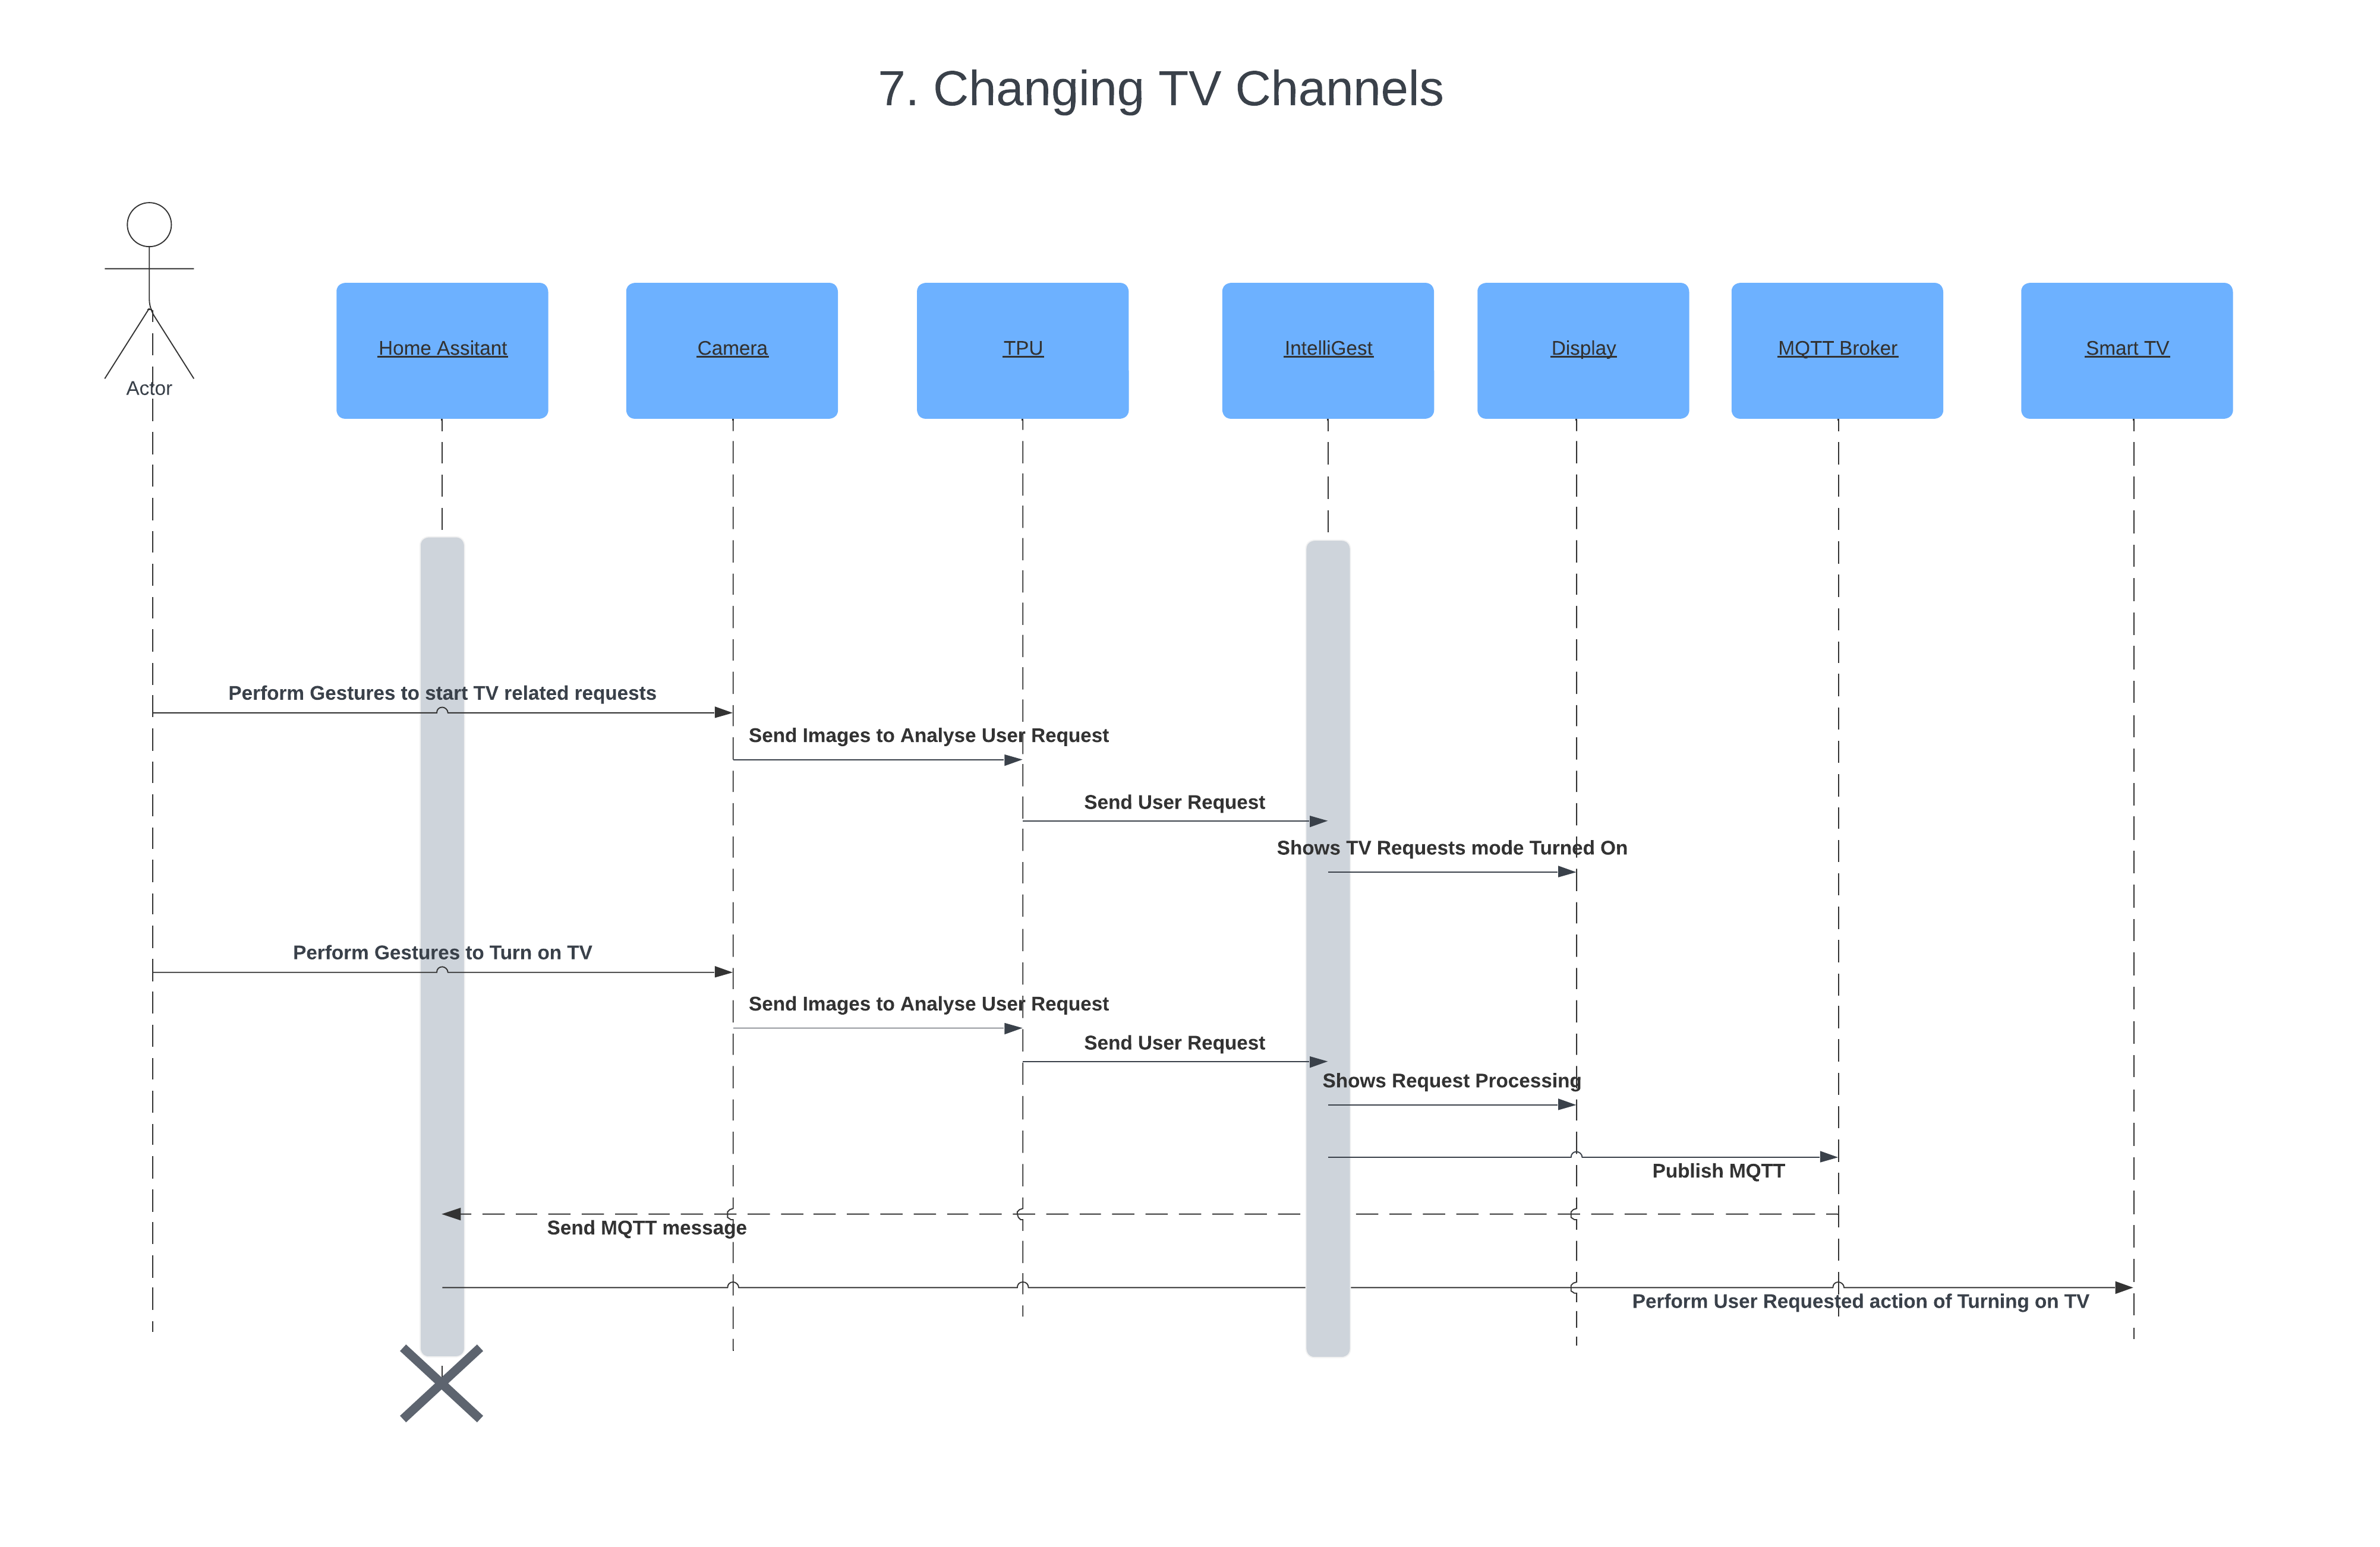 7. Changing TV Channels
Actor
Home Assitant
Camera
TPU
IntelliGest
Display
MQTT Broker
Smart TV
Perform Gestures to start TV related requests
Send Images to Analyse User Request
Send User Request
Shows TV Requests mode Turned On
Perform Gestures to Turn on TV
Send Images to Analyse User Request
Send User Request
Shows Request Processing
Publish MQTT
Send MQTT message
Perform User Requested action of Turning on TV